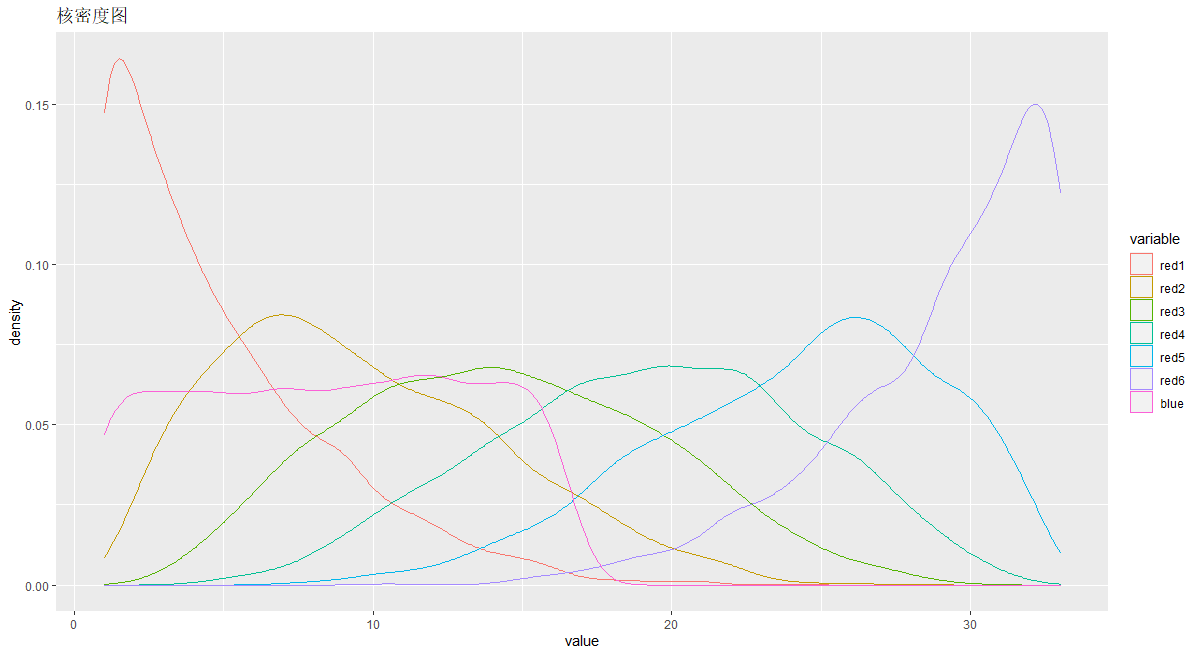 核密度图
0.15
0.10
0.05
0.00
density
0
10
20
30
value
variable
red1
red2
red3
red4
red5
red6
blue